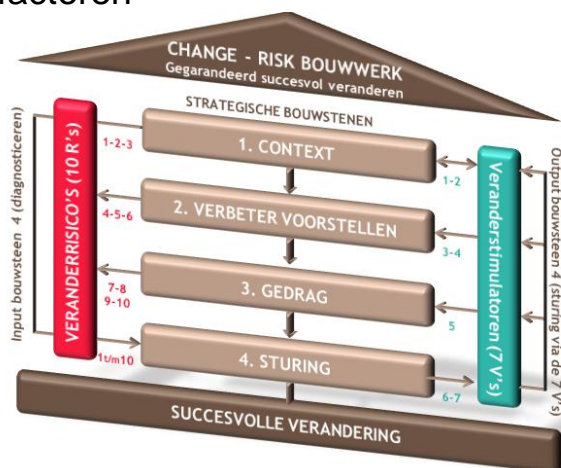 factoren
CHANGE - RISK BOUWWERK
Gegarandeerd succesvol veranderen
STRATEGISCHE BOUWSTENEN
Input bouwsteen 4 (diagnosticeren)
VERANDERRISICO'S (10 R's)
1-2-3
1. CONTEXT
1-2
4-5-6
2. VERBETER VOORSTELLEN
3-4
7-8
9-10
3. GEDRAG
5
1t/m10
4. STURING
6-7
Veranderstimulatoren (7 V's)
Output bouwsteen 4 (sturing via de 7 V's)
SUCCESVOLLE VERANDERING